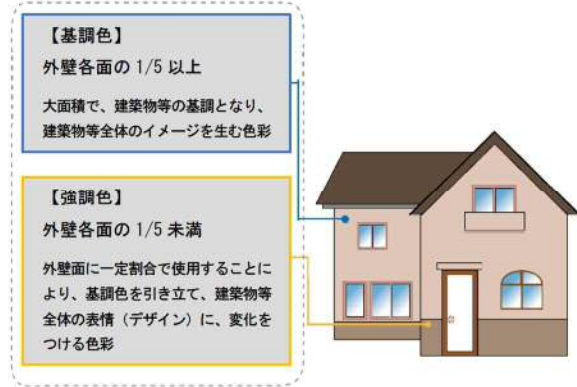 【基調色】
外壁各面の 1/5 以上
大面積で、建築物等の基調となり、
建築物等全体のイメージを生む色彩
【強調色】
外壁各面の 1/5 未満
外壁面に一定割合で使用することに
より、基調色を引き立て、建築物等
全体の表情（デザイン）に、変化を
つける色彩